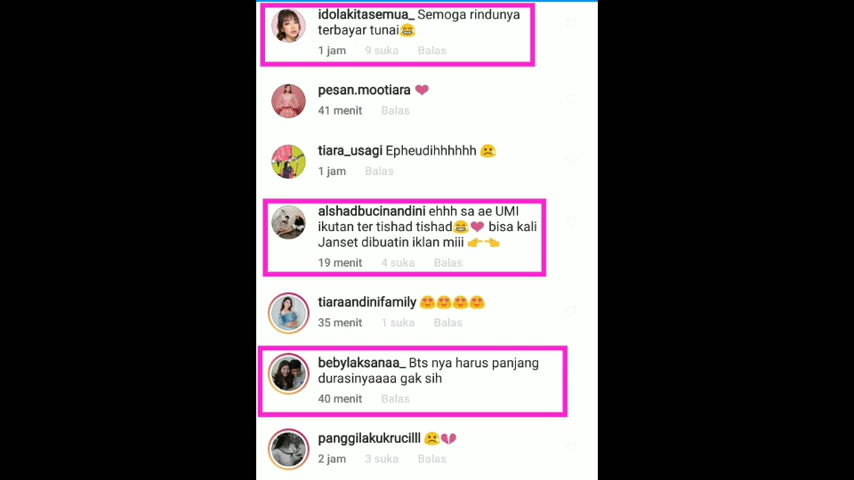 idolakitasemua_ Semoga rindunya
terbayar tunai😂
1 jam 9 suka Balas
pesan.mootiara ❤
41 menit Balas
tiara_usagi Epheudihhhhhh ☹
1 jam Balas
alshadbucinandini ehhh sa ae UMI
ikutan ter tishad tishad😂❤ bisa kali
Janset dibuatin iklan miii 👉👈
19 menit 4 suka Balas
tiaraandinifamily 😍😍😍😍
35 menit 1 suka Balas
bebylaksanaa_ Bts nya harus panjang
durasinyaaaa gak sih
40 menit Balas
panggilakukrucilll ☹💔
2 jam 3 suka Balas